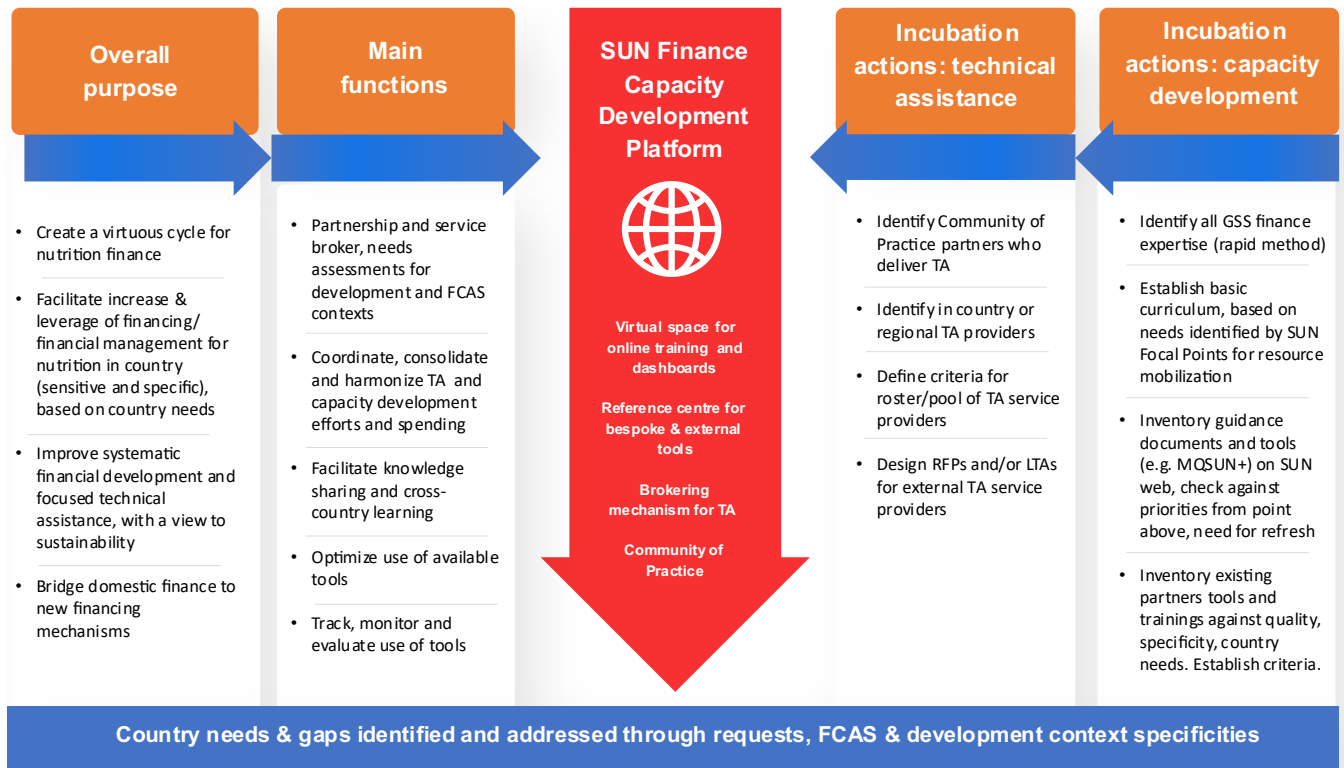 Overall
purpose
• Create a virtuous cycle for
nutrition finance
• Facilitate increase &
leverage of financing/
financial management for
nutrition in country
(sensitive and specific),
based on country needs
• Improve systematic
financial development and
focused technical
assistance, with a view to
sustainability
• Bridge domestic finance to
new financing
mechanisms
Main
functions
• Partnership and service
broker, needs
assessments for
development and FCAS
contexts
• Coordinate, consolidate
and harmonize TA and
capacity development
efforts and spending
• Facilitate knowledge
sharing and cross-
country learning
• Optimize use of available
tools
• Track, monitor and
evaluate use of tools
SUN Finance
Capacity
Development
Platform
Virtual space for
online training and
dashboards
Reference centre for
bespoke & external
tools
Brokering
mechanism for TA
Community of
Practice
Incubation
actions: technical
assistance
• Identify Community of
Practice partners who
deliver TA
• Identify in country or
regional TA providers
• Define criteria for
roster/pool of TA service
providers
• Design RFPs and/or LTAs
for external TA service
providers
Incubation
actions: capacity
development
• Identify all GSS finance
expertise (rapid method)
• Establish basic
curriculum, based on
needs identified by SUN
Focal Points for resource
mobilization
• Inventory guidance
documents and tools
(e.g. MQSUN+) on SUN
web, check against
priorities from point
above, need for refresh
• Inventory existing
partners tools and
trainings against quality,
specificity, country
needs. Establish criteria.
Country needs & gaps identified and addressed through requests, FCAS & development context specificities